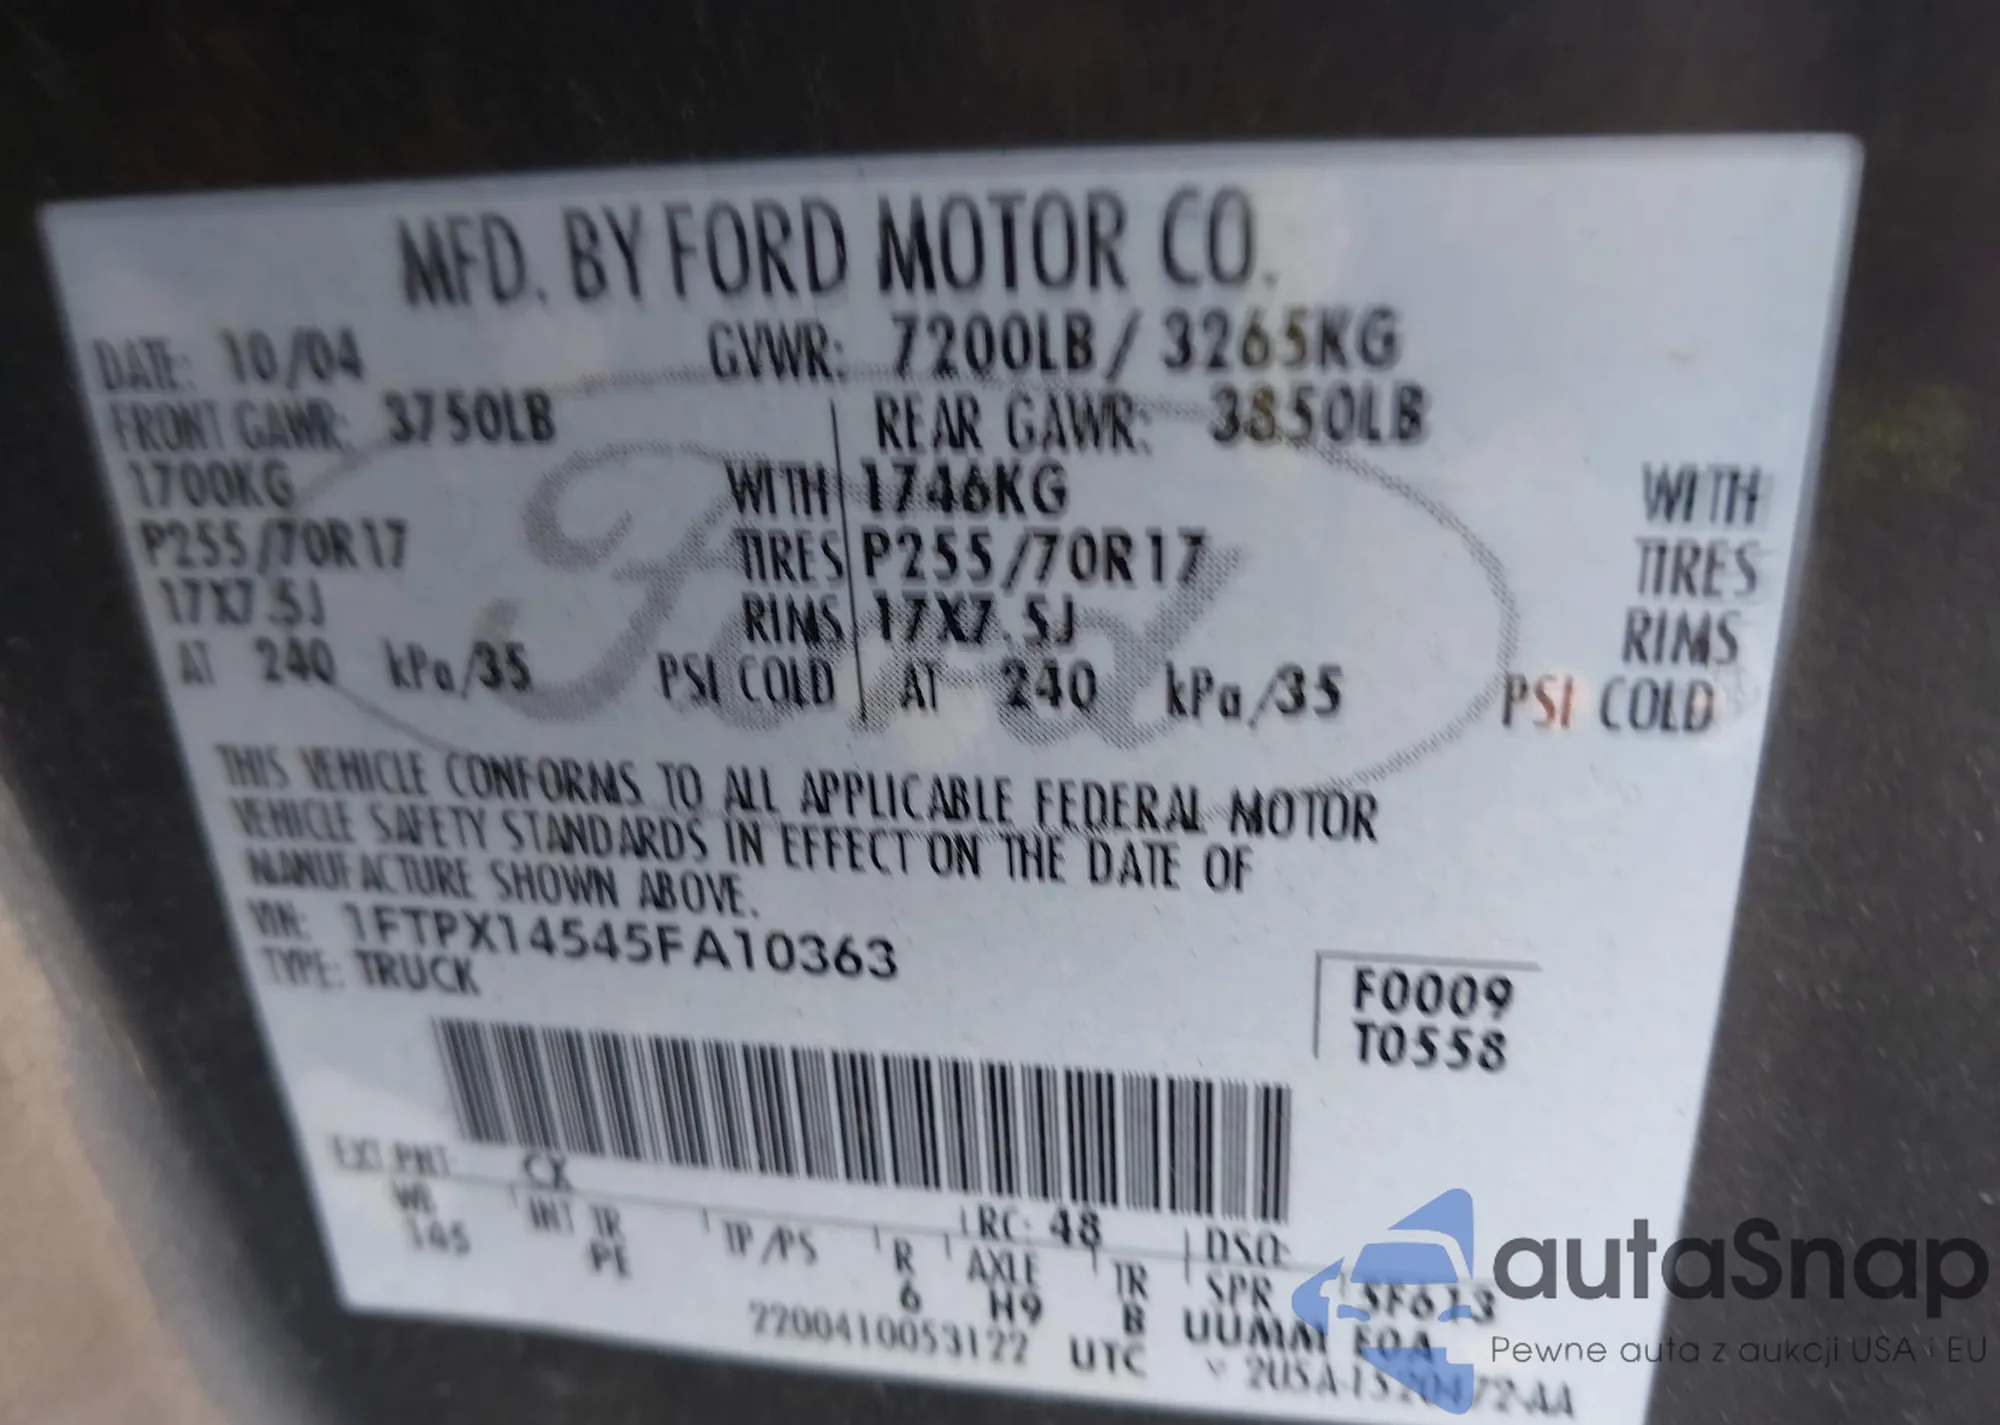 MFD. BY FORD MOTOR CO.
DATE: 10/04 GVWR: 7200LB / 3265KG
FRONT GAWR: 3750LB REAR GAWR: 3850LB
1700KG WITH 1746KG WITH
P255/70R17 TIRES P255/70R17 TIRES
17X7.5J RIMS 17X7.5J RIMS
AT 240 kPa/35 PSI COLD AT 240 kPa/35 PSI COLD
Ford
THIS VEHICLE CONFORMS TO ALL APPLICABLE FEDERAL MOTOR
VEHICLE SAFETY STANDARDS IN EFFECT ON THE DATE OF
MANUFACTURE SHOWN ABOVE.
VIN: 1FTPX14545FA10363
TYPE: TRUCK
F0009
T0558
EXT PNT: CX RC: 48 DSO:
WB INT TR TP/PS R AXLE TR SPR
145 PE 6 H9 B UUMM
2200410053122 UTC
autaSnap
Pewne auta z aukcji USA i EU